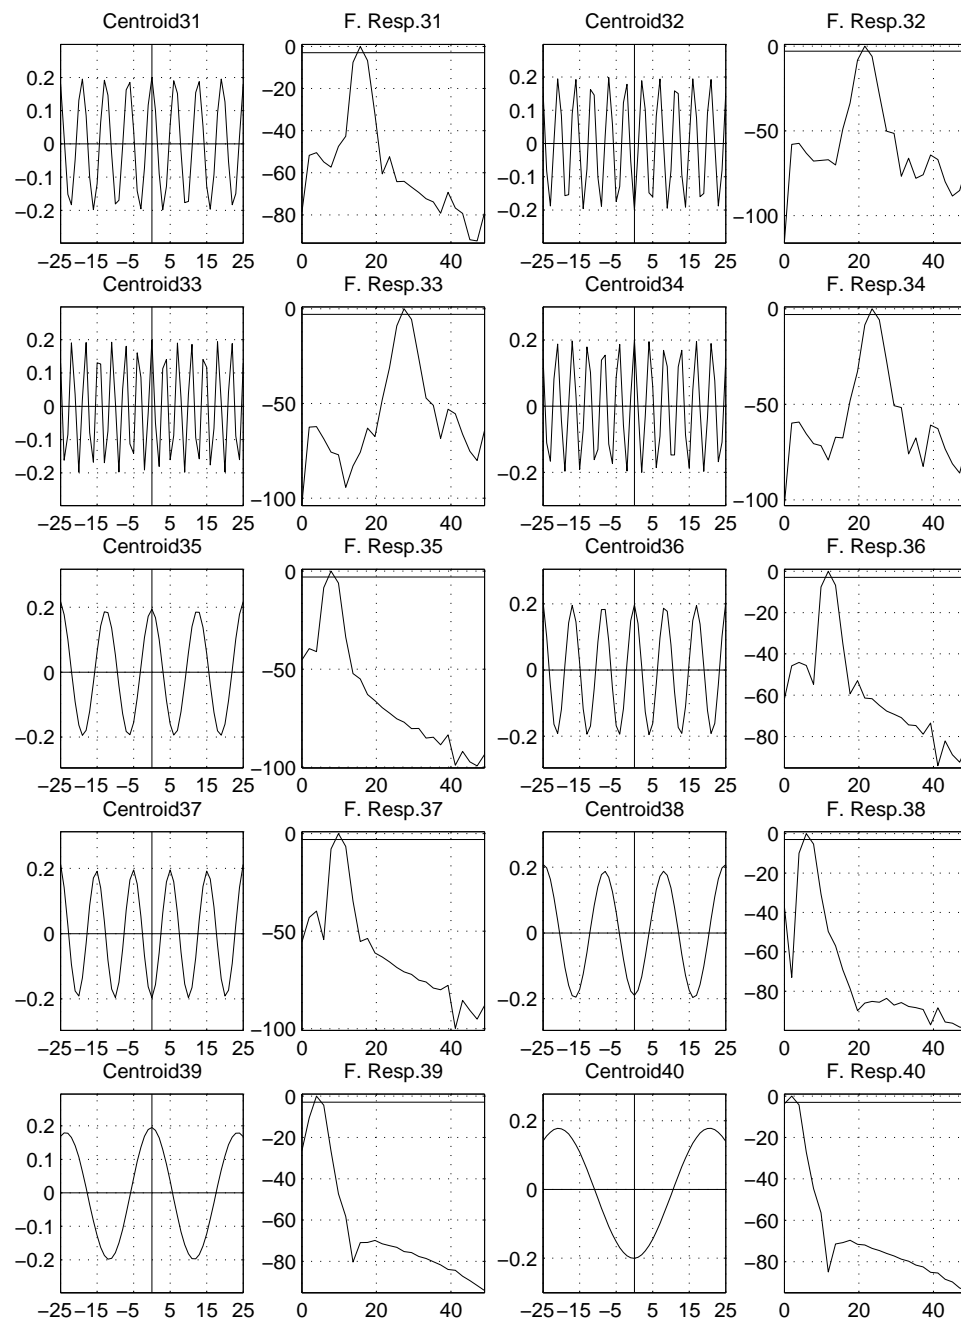 Centroid31 F. Resp.31 Centroid32 F. Resp.32
0.2 0.1 0 −0.1 −0.2
0 −20 −40 −60 −80
0.2 0.1 0 −0.1 −0.2
0 −50 −100
−25 −15 −5 5 15 25 0 20 40 −25 −15 −5 5 15 25 0 20 40
Centroid33 F. Resp.33 Centroid34 F. Resp.34
0.2 0.1 0 −0.1 −0.2
0 −50 −100
0.2 0.1 0 −0.1 −0.2
0 −50 −100
−25 −15 −5 5 15 25 0 20 40 −25 −15 −5 5 15 25 0 20 40
Centroid35 F. Resp.35 Centroid36 F. Resp.36
0.2 0 −0.2
0 −50 −100
0.2 0 −0.2
0 −20 −40 −60 −80
−25 −15 −5 5 15 25 0 20 40 −25 −15 −5 5 15 25 0 20 40
Centroid37 F. Resp.37 Centroid38 F. Resp.38
0.2 0 −0.2
0 −50 −100
0.2 0 −0.2
0 −20 −40 −60 −80
−25 −15 −5 5 15 25 0 20 40 −25 −15 −5 5 15 25 0 20 40
Centroid39 F. Resp.39 Centroid40 F. Resp.40
0.2 0.1 0 −0.1 −0.2
0 −20 −40 −60 −80
0.2 0 −0.2
0 −20 −40 −60 −80
−25 −15 −5 5 15 25 0 20 40 −25 −15 −5 5 15 25 0 20 40